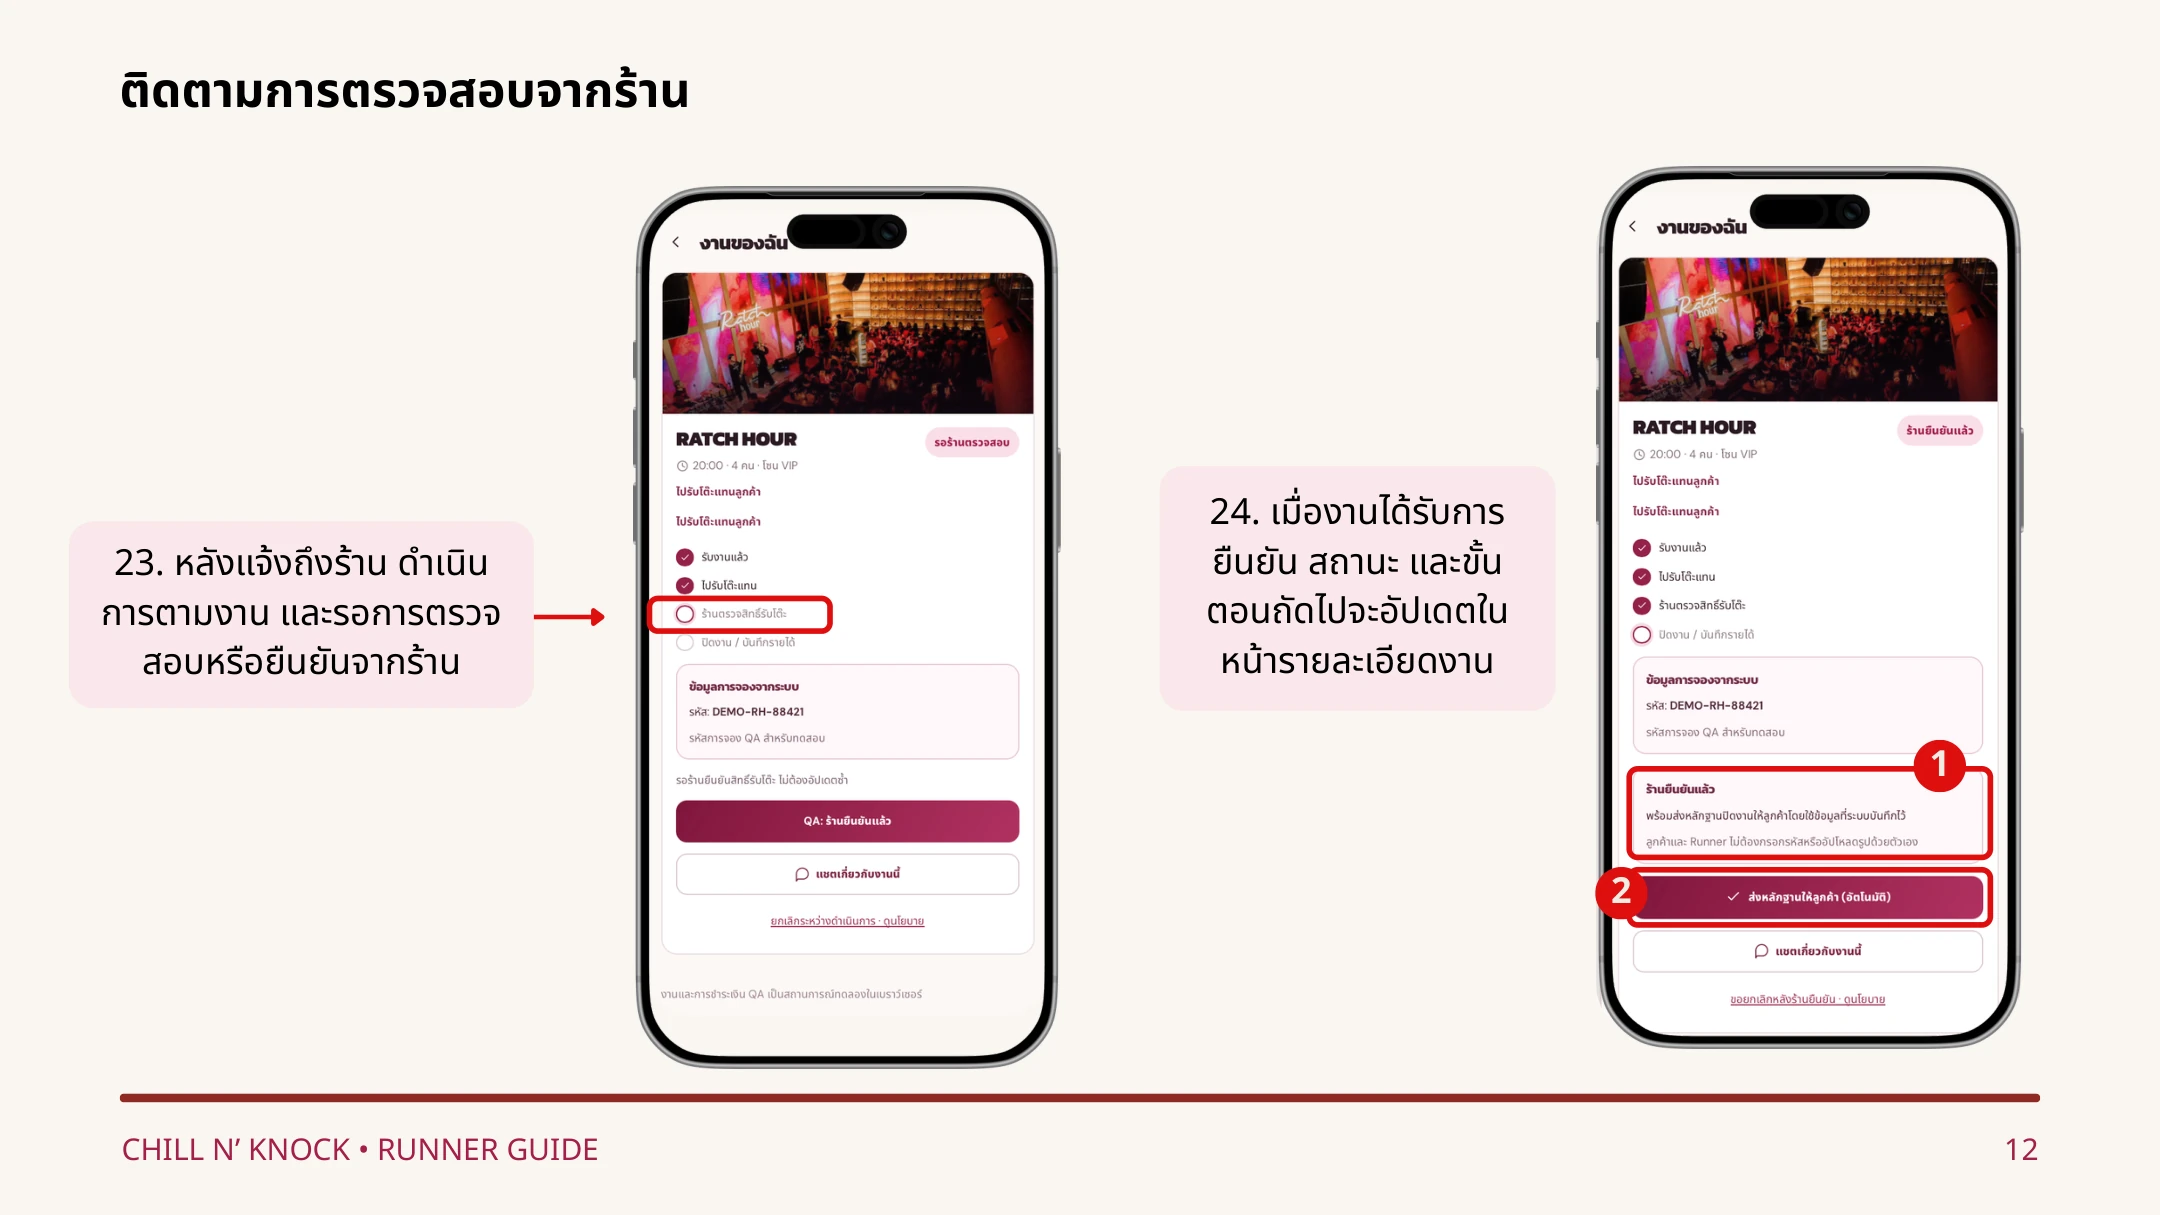 ติดตามการตรวจสอบจากร้าน
23. หลังแจ้งถึงร้าน ดำเนิน
การตามงาน และรอการตรวจ
สอบหรือยืนยันจากร้าน
งานของฉัน
Ratch
hour
RATCH HOUR
รอร้านตรวจสอบ
20:00 · 4 คน · โซน VIP
ไปรับโต๊ะแทนลูกค้า
ไปรับโต๊ะแทนลูกค้า
รับงานแล้ว
ไปรับโต๊ะแทน
ร้านตรวจสิทธิ์รับโต๊ะ
ปิดงาน / บันทึกรายได้
ข้อมูลการจองจากระบบ
รหัส: DEMO-RH-88421
รหัสการจอง QA สำหรับทดสอบ
รอร้านยืนยันสิทธิ์รับโต๊ะ ไม่ต้องอัปเดตซ้ำ
QA: ร้านยืนยันแล้ว
แชตเกี่ยวกับงานนี้
ยกเลิกระหว่างดำเนินการ · ดูนโยบาย
งานและการชำระเงิน QA เป็นสถานการณ์ทดลองในเบราว์เซอร์
24. เมื่องานได้รับการ
ยืนยัน สถานะ และขั้น
ตอนถัดไปจะอัปเดตใน
หน้ารายละเอียดงาน
งานของฉัน
Ratch
hour
RATCH HOUR
ร้านยืนยันแล้ว
20:00 · 4 คน · โซน VIP
ไปรับโต๊ะแทนลูกค้า
ไปรับโต๊ะแทนลูกค้า
รับงานแล้ว
ไปรับโต๊ะแทน
ร้านตรวจสิทธิ์รับโต๊ะ
ปิดงาน / บันทึกรายได้
ข้อมูลการจองจากระบบ
รหัส: DEMO-RH-88421
รหัสการจอง QA สำหรับทดสอบ
1
ร้านยืนยันแล้ว
พร้อมส่งหลักฐานปิดงานให้ลูกค้าโดยใช้ข้อมูลที่ระบบบันทึกไว้
ลูกค้าและ Runner ไม่ต้องกรอกรหัสหรืออัปโหลดรูปด้วยตัวเอง
2
ส่งหลักฐานให้ลูกค้า (อัตโนมัติ)
แชตเกี่ยวกับงานนี้
ขอยกเลิกหลังร้านยืนยัน · ดูนโยบาย
CHILL N’ KNOCK • RUNNER GUIDE
12